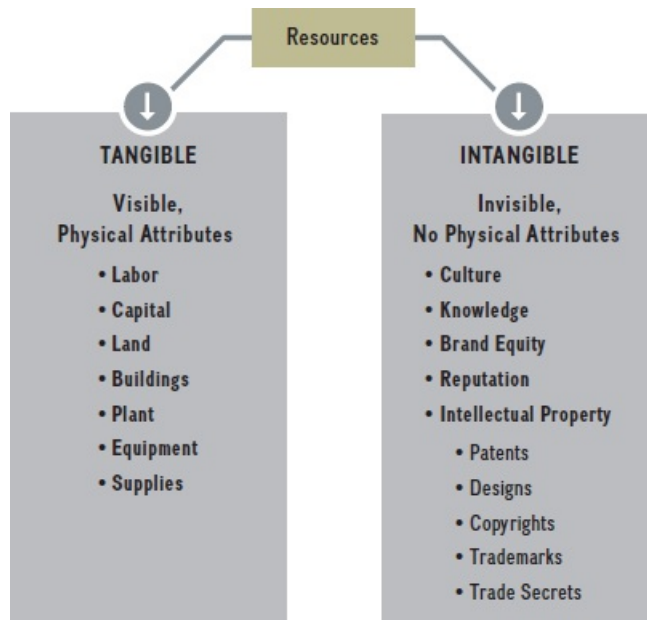 Resources
TANGIBLE
Visible,
Physical Attributes
• Labor
• Capital
• Land
• Buildings
• Plant
• Equipment
• Supplies
INTANGIBLE
Invisible,
No Physical Attributes
• Culture
• Knowledge
• Brand Equity
• Reputation
• Intellectual Property
• Patents
• Designs
• Copyrights
• Trademarks
• Trade Secrets